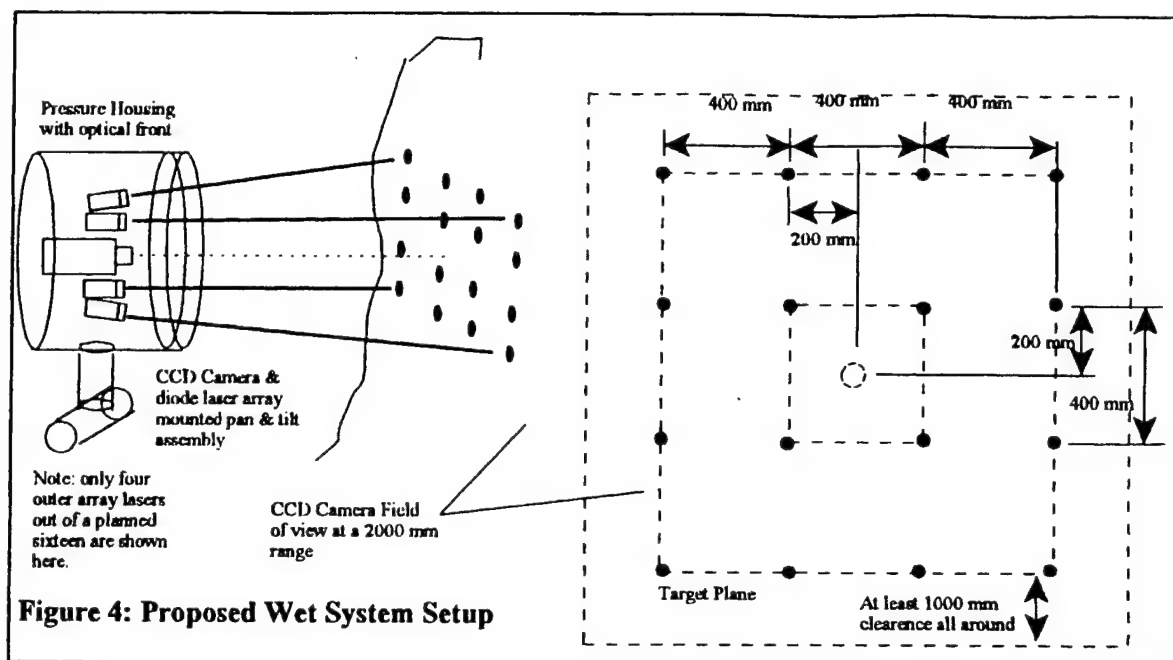 Pressure Housing
with optical front
CCD Camera &
diode laser array
mounted pan & tilt
assembly
Note: only four
outer array lasers
out of a planned
sixteen are shown
here.
CCD Camera Field
of view at a 2000 mm
range
400 mm
400 mm
400 mm
200 mm
200 mm
400 mm
Target Plane
At least 1000 mm
clearence all around
Figure 4: Proposed Wet System Setup